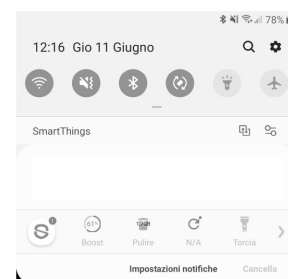 78%
12:16 Gio 11 Giugno
SmartThings
S
61%
Boost Pulire N/A Torcia
Impostazioni notifiche Cancella